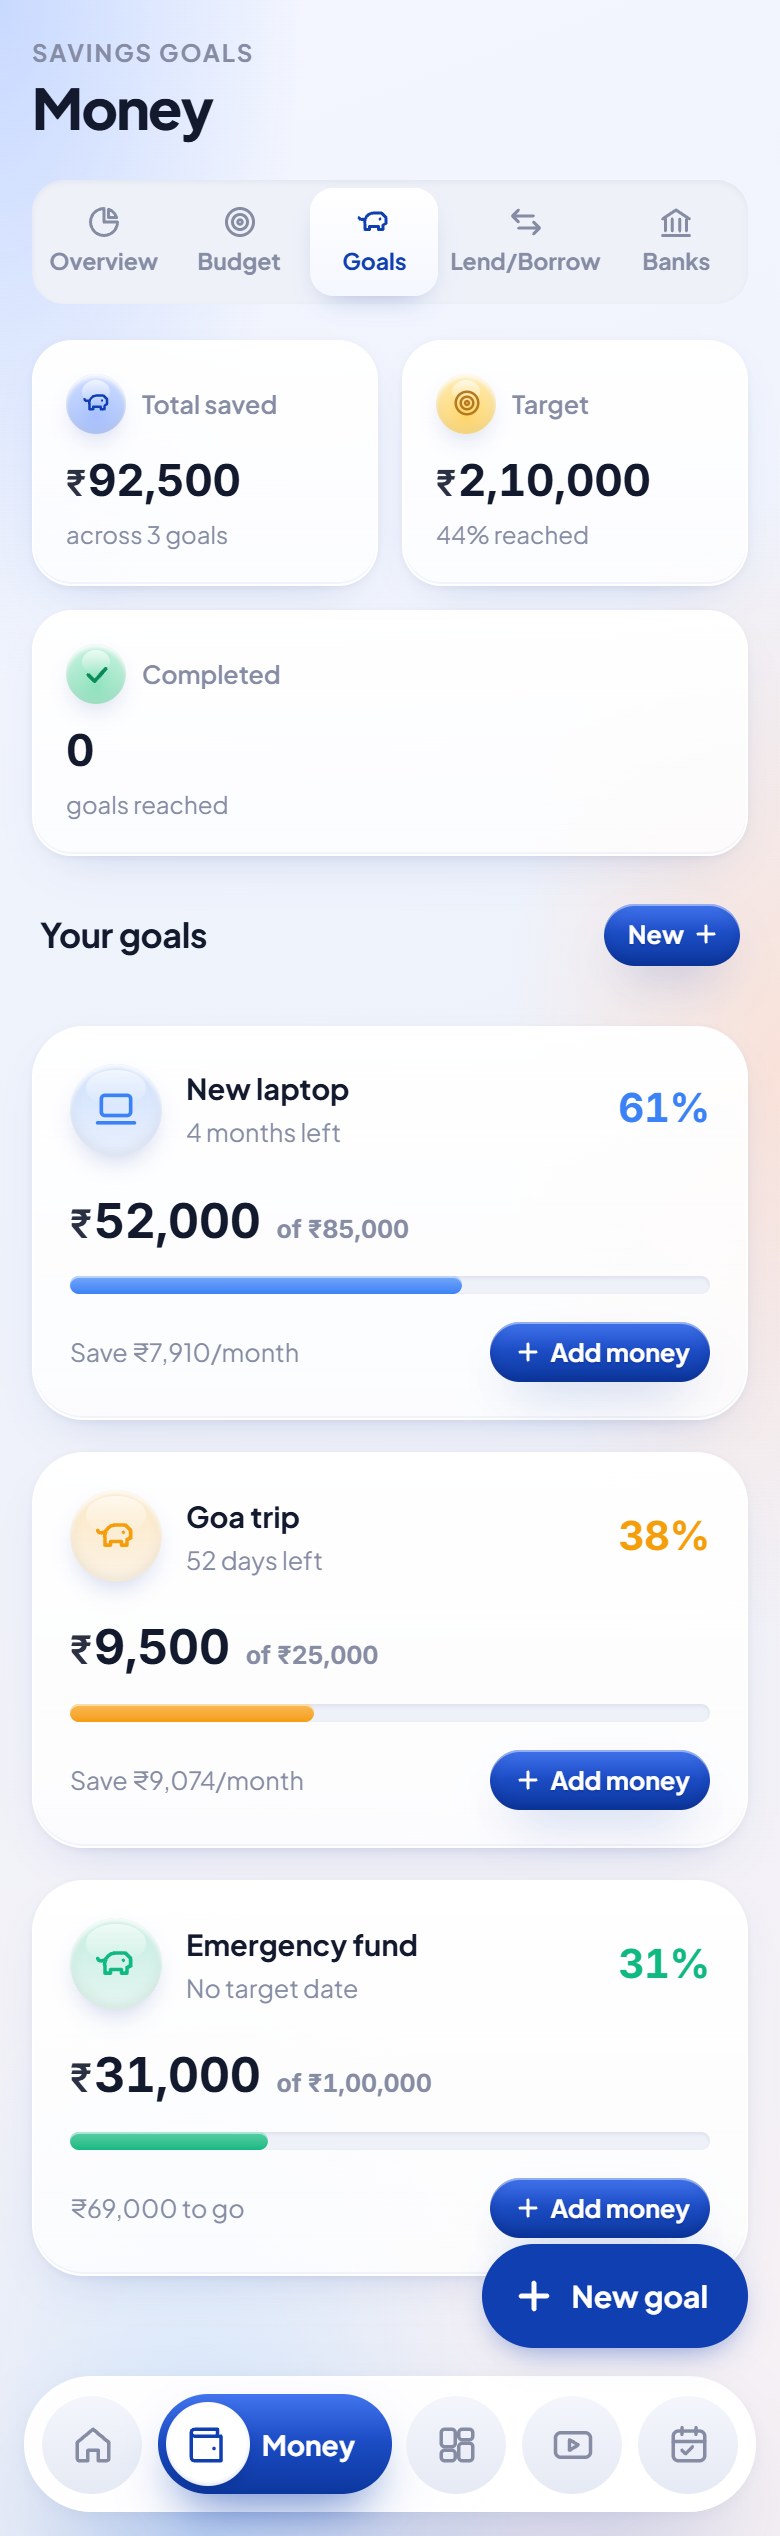 SAVINGS GOALS
Money
Overview Budget Goals Lend/Borrow Banks
Total saved
₹92,500
across 3 goals
Target
₹2,10,000
44% reached
Completed
0
goals reached
Your goals
New +
New laptop
4 months left
61%
₹52,000 of ₹85,000
Save ₹7,910/month
+ Add money
Goa trip
52 days left
38%
₹9,500 of ₹25,000
Save ₹9,074/month
+ Add money
Emergency fund
No target date
31%
₹31,000 of ₹1,00,000
₹69,000 to go
+ Add money
+ New goal
Money